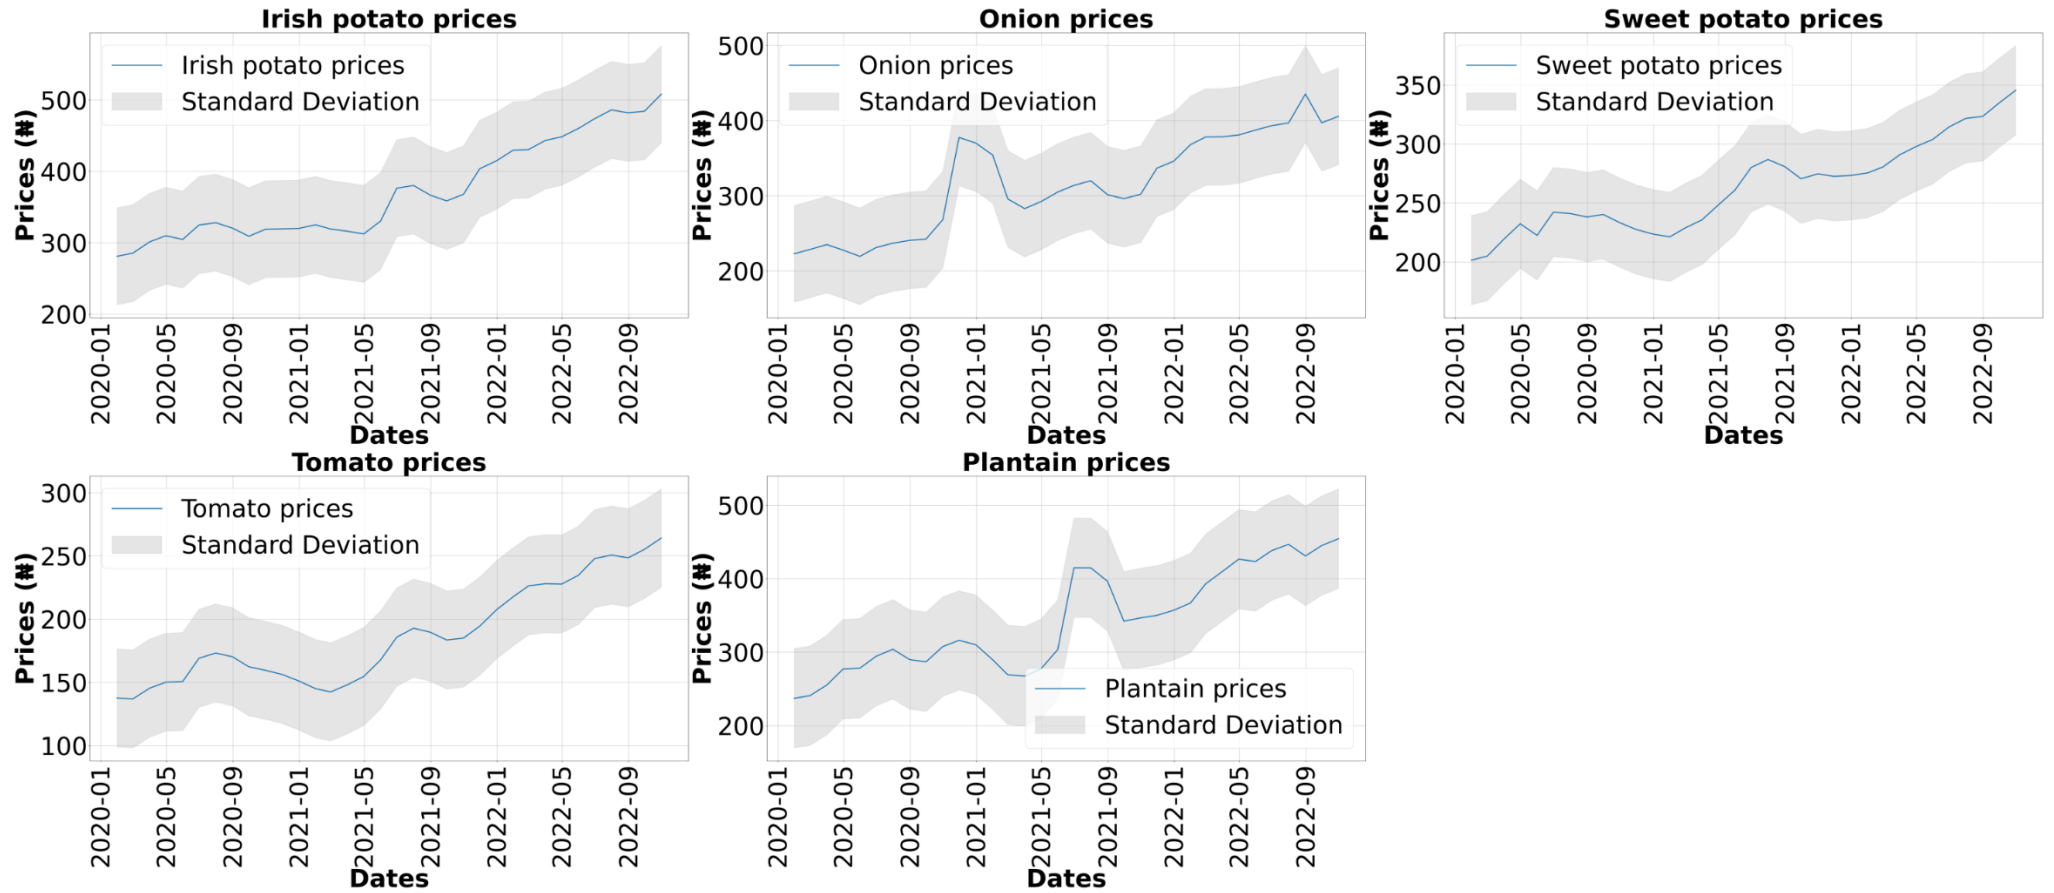 Irish potato prices
Prices (₦)
500
400
300
200
Irish potato prices
Standard Deviation
2020-01
2020-05
2020-09
2021-01
2021-05
2021-09
2022-01
2022-05
2022-09
Dates
Onion prices
Prices (₦)
500
400
300
200
Onion prices
Standard Deviation
2020-01
2020-05
2020-09
2021-01
2021-05
2021-09
2022-01
2022-05
2022-09
Dates
Sweet potato prices
Prices (₦)
350
300
250
200
Sweet potato prices
Standard Deviation
2020-01
2020-05
2020-09
2021-01
2021-05
2021-09
2022-01
2022-05
2022-09
Dates
Tomato prices
Prices (₦)
300
250
200
150
100
Tomato prices
Standard Deviation
2020-01
2020-05
2020-09
2021-01
2021-05
2021-09
2022-01
2022-05
2022-09
Dates
Plantain prices
Prices (₦)
500
400
300
200
Plantain prices
Standard Deviation
2020-01
2020-05
2020-09
2021-01
2021-05
2021-09
2022-01
2022-05
2022-09
Dates